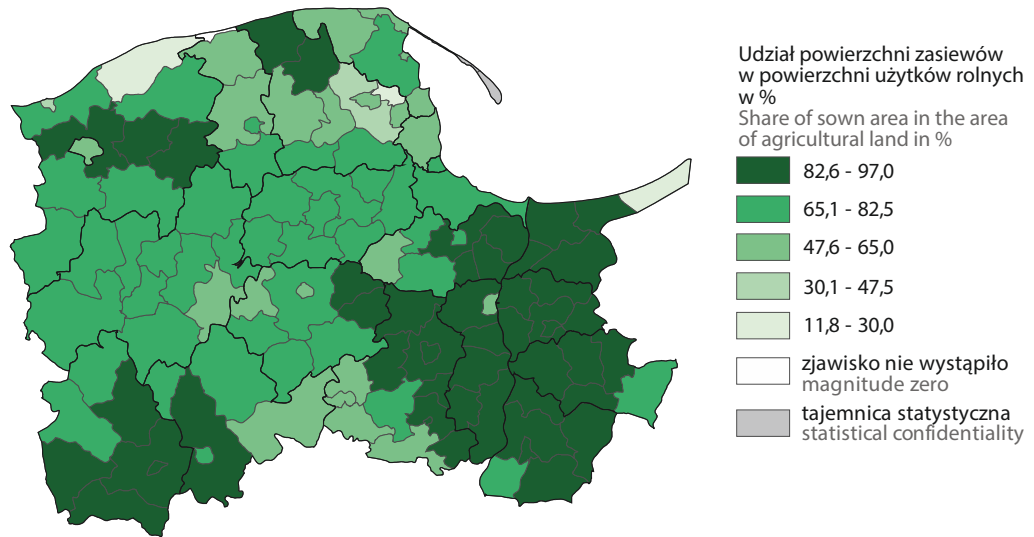 Udział powierzchni zasiewów
w powierzchni użytków rolnych
w %
Share of sown area in the area
of agricultural land in %
82,6 - 97,0
65,1 - 82,5
47,6 - 65,0
30,1 - 47,5
11,8 - 30,0
zjawisko nie wystąpiło
magnitude zero
tajemnica statystyczna
statistical confidentiality